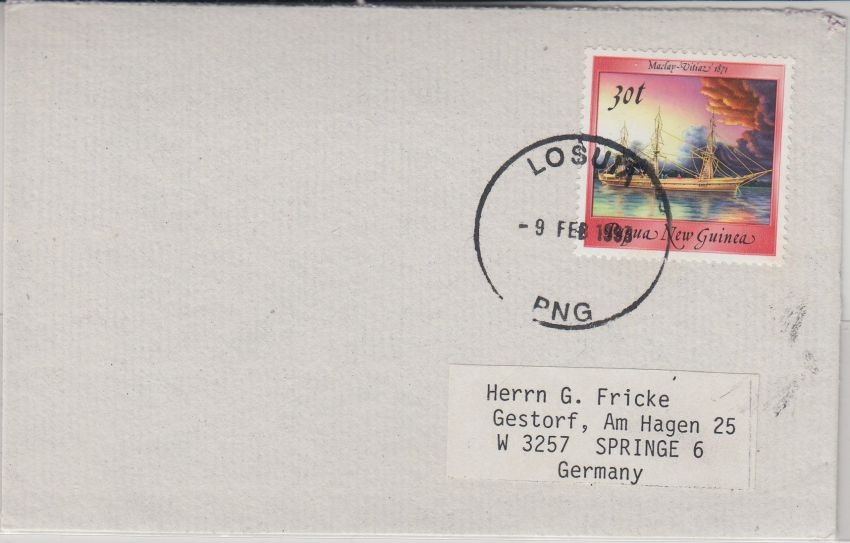 Maclay-Vitiaz 1871
30t
Papua New Guinea
LOSUIA
- 9 FEB 1993
PNG
Herrn G. Fricke
Gestorf, Am Hagen 25
W 3257 SPRINGE 6
Germany